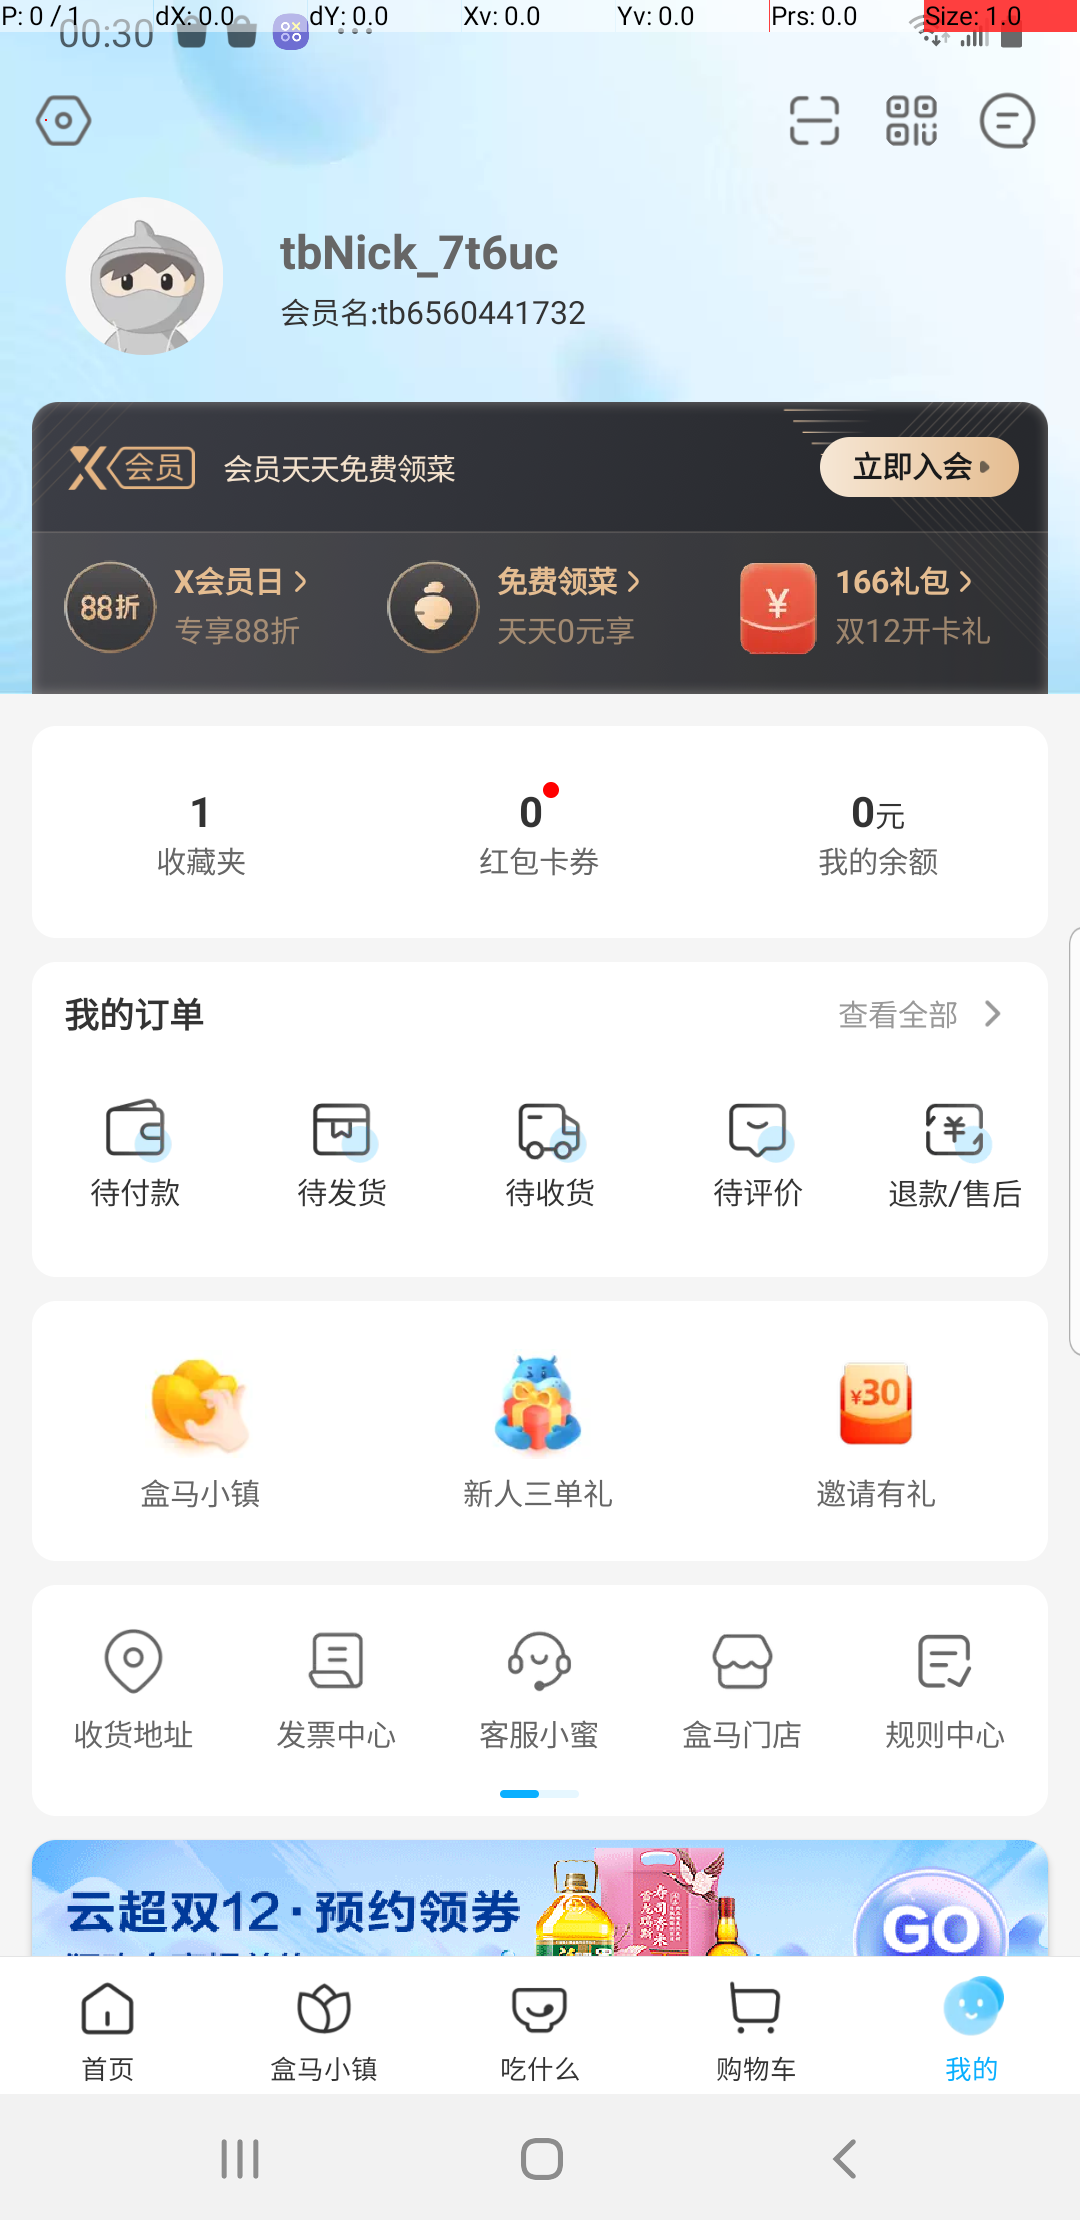 P: 0 / 1 dX: 0.0 dY: 0.0 Xv: 0.0 Yv: 0.0 Prs: 0.0 Size: 1.0
00:30
tbNick_7t6uc
会员名:tb6560441732
X会员 会员天天免费领菜 立即入会
88折 X会员日 免费领菜 ¥ 166礼包
专享88折 天天0元享 双12开卡礼
1 0 0元
收藏夹 红包卡券 我的余额
我的订单 查看全部
待付款 待发货 待收货 待评价 退款/售后
¥30
盒马小镇 新人三单礼 邀请有礼
收货地址 发票中心 客服小蜜 盒马门店 规则中心
云超双12·预约领券 GO
首页 盒马小镇 吃什么 购物车 我的